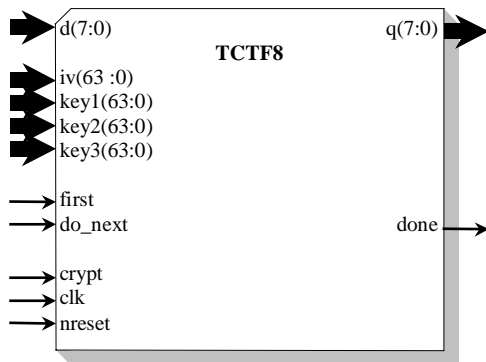 d(7:0) q(7:0)
TCTF8
iv(63 :0)
key1(63:0)
key2(63:0)
key3(63:0)
first
do_next done
crypt
clk
nreset